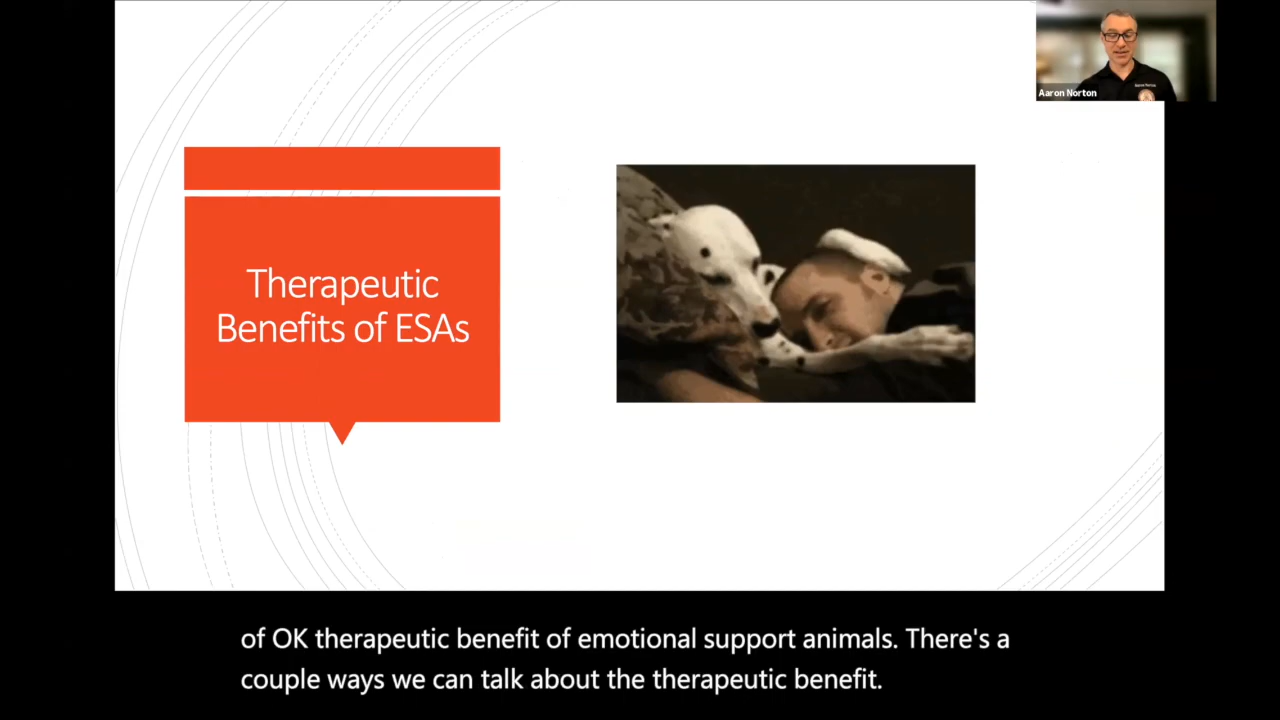 Aaron Norton
Therapeutic
Benefits of ESAs
of OK therapeutic benefit of emotional support animals. There's a
couple ways we can talk about the therapeutic benefit.